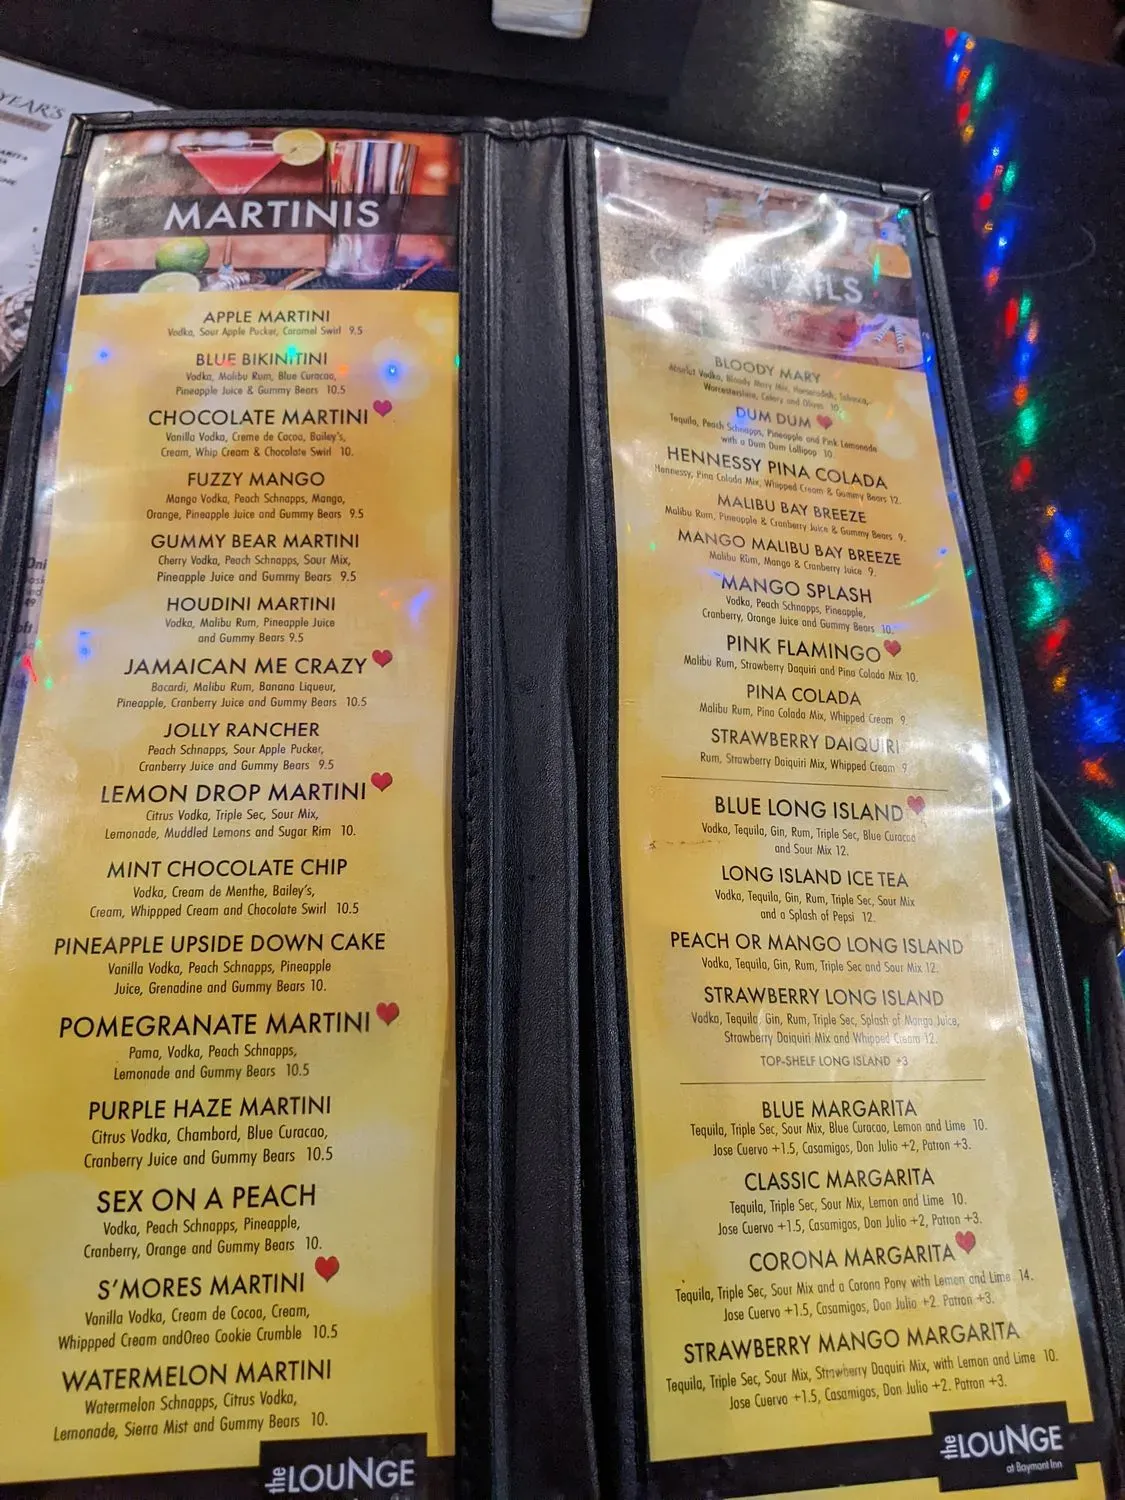 YEAR'S
MARTINIS
APPLE MARTINI
Vodka, Sour Apple Pucker, Caramel Swirl 9.5
BLUE BIKINITINI
Vodka, Malibu Rum, Blue Curacao,
Pineapple Juice & Gummy Bears 10.5
CHOCOLATE MARTINI
Vanilla Vodka, Creme de Cocoa, Bailey's,
Cream, Whip Cream & Chocolate Swirl 10.
FUZZY MANGO
Mango Vodka, Peach Schnapps, Mango,
Orange, Pineapple Juice and Gummy Bears 9.5
GUMMY BEAR MARTINI
Cherry Vodka, Peach Schnapps, Sour Mix,
Pineapple Juice and Gummy Bears 9.5
HOUDINI MARTINI
Vodka, Malibu Rum, Pineapple Juice
and Gummy Bears 9.5
JAMAICAN ME CRAZY
Bacardi, Malibu Rum, Banana Liqueur,
Pineapple, Cranberry Juice and Gummy Bears 10.5
JOLLY RANCHER
Peach Schnapps, Sour Apple Pucker,
Cranberry Juice and Gummy Bears 9.5
LEMON DROP MARTINI
Citrus Vodka, Triple Sec, Sour Mix,
Lemonade, Muddled Lemons and Sugar Rim 10.
MINT CHOCOLATE CHIP
Vodka, Cream de Menthe, Bailey's,
Cream, Whippped Cream and Chocolate Swirl 10.5
PINEAPPLE UPSIDE DOWN CAKE
Vanilla Vodka, Peach Schnapps, Pineapple
Juice, Grenadine and Gummy Bears 10.
POMEGRANATE MARTINI
Pama, Vodka, Peach Schnapps,
Lemonade and Gummy Bears 10.5
PURPLE HAZE MARTINI
Citrus Vodka, Chambord, Blue Curacao,
Cranberry Juice and Gummy Bears 10.5
SEX ON A PEACH
Vodka, Peach Schnapps, Pineapple,
Cranberry, Orange and Gummy Bears 10.
S'MORES MARTINI
Vanilla Vodka, Cream de Cocoa, Cream,
Whippped Cream andOreo Cookie Crumble 10.5
WATERMELON MARTINI
Watermelon Schnapps, Citrus Vodka,
Lemonade, Sierra Mist and Gummy Bears 10.
the LOUNGE
BLOODY MARY
Absolut Vodka, Bloody Mary Mix, Horseradish, Tabasco,
Worcestershire, Celery and Olives 10.
DUM DUM
Tequila, Peach Schnapps, Pineapple and Pink Lemonade
with a Dum Dum Lollipop 10.
HENNESSY PINA COLADA
Hennessy, Pina Colada Mix, Whipped Cream & Gummy Bears 12.
MALIBU BAY BREEZE
Malibu Rum, Pineapple & Cranberry Juice & Gummy Bears 9.
MANGO MALIBU BAY BREEZE
Malibu Rum, Mango & Cranberry Juice 9.
MANGO SPLASH
Vodka, Peach Schnapps, Pineapple,
Cranberry, Orange Juice and Gummy Bears 10.
PINK FLAMINGO
Malibu Rum, Strawberry Daquiri and Pina Colada Mix 10.
PINA COLADA
Malibu Rum, Pina Colada Mix, Whipped Cream 9.
STRAWBERRY DAIQUIRI
Rum, Strawberry Daiquiri Mix, Whipped Cream 9
BLUE LONG ISLAND
Vodka, Tequila, Gin, Rum, Triple Sec, Blue Curacao
and Sour Mix 12.
LONG ISLAND ICE TEA
Vodka, Tequila, Gin, Rum, Triple Sec, Sour Mix
and a Splash of Pepsi 12.
PEACH OR MANGO LONG ISLAND
Vodka, Tequila, Gin, Rum, Triple Sec and Sour Mix 12.
STRAWBERRY LONG ISLAND
Vodka, Tequila, Gin, Rum, Triple Sec, Splash of Mango Juice,
Strawberry Daiquiri Mix and Whipped Cream 12.
TOP-SHELF LONG ISLAND +3
BLUE MARGARITA
Tequila, Triple Sec, Sour Mix, Blue Curacao, Lemon and Lime 10.
Jose Cuervo +1.5, Casamigos, Don Julio +2, Patron +3.
CLASSIC MARGARITA
Tequila, Triple Sec, Sour Mix, Lemon and Lime 10.
Jose Cuervo +1.5, Casamigos, Don Julio +2, Patron +3.
CORONA MARGARITA
Tequila, Triple Sec, Sour Mix and a Corona Pony with Lemon and Lime 14.
Jose Cuervo +1.5, Casamigos, Don Julio +2. Patron +3.
STRAWBERRY MANGO MARGARITA
Tequila, Triple Sec, Sour Mix, Strawberry Daquiri Mix, with Lemon and Lime 10.
Jose Cuervo +1.5, Casamigos, Don Julio +2. Patron +3.
the LOUNGE
at Baymont Inn